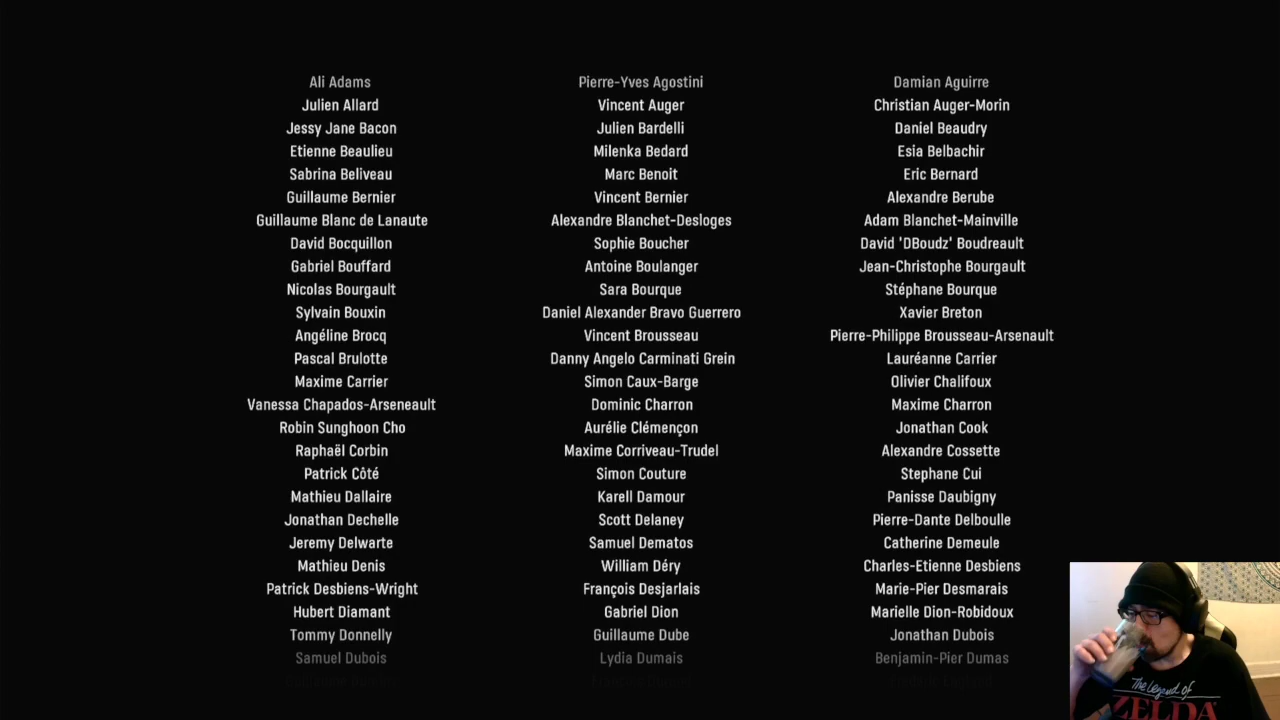 Ali Adams Pierre-Yves Agostini Damian Aguirre
Julien Allard Vincent Auger Christian Auger-Morin
Jessy Jane Bacon Julien Bardelli Daniel Beaudry
Etienne Beaulieu Milenka Bedard Esia Belbachir
Sabrina Beliveau Marc Benoit Eric Bernard
Guillaume Bernier Vincent Bernier Alexandre Berube
Guillaume Blanc de Lanaute Alexandre Blanchet-Desloges Adam Blanchet-Mainville
David Bocquillon Sophie Boucher David 'DBoudz' Boudreault
Gabriel Bouffard Antoine Boulanger Jean-Christophe Bourgault
Nicolas Bourgault Sara Bourque Stéphane Bourque
Sylvain Bouxin Daniel Alexander Bravo Guerrero Xavier Breton
Angéline Brocq Vincent Brousseau Pierre-Philippe Brousseau-Arsenault
Pascal Brulotte Danny Angelo Carminati Grein Lauréanne Carrier
Maxime Carrier Simon Caux-Barge Olivier Chalifoux
Vanessa Chapados-Arseneault Dominic Charron Maxime Charron
Robin Sunghoon Cho Aurélie Clémençon Jonathan Cook
Raphaël Corbin Maxime Corriveau-Trudel Alexandre Cossette
Patrick Côté Simon Couture Stephane Cui
Mathieu Dallaire Karell Damour Panisse Daubigny
Jonathan Dechelle Scott Delaney Pierre-Dante Delboulle
Jeremy Delwarte Samuel Dematos Catherine Demeule
Mathieu Denis William Déry Charles-Etienne Desbiens
Patrick Desbiens-Wright François Desjarlais Marie-Pier Desmarais
Hubert Diamant Gabriel Dion Marielle Dion-Robidoux
Tommy Donnelly Guillaume Dube Jonathan Dubois
Samuel Dubois Lydia Dumais Benjamin-Pier Dumas
The Legend of
ZELDA